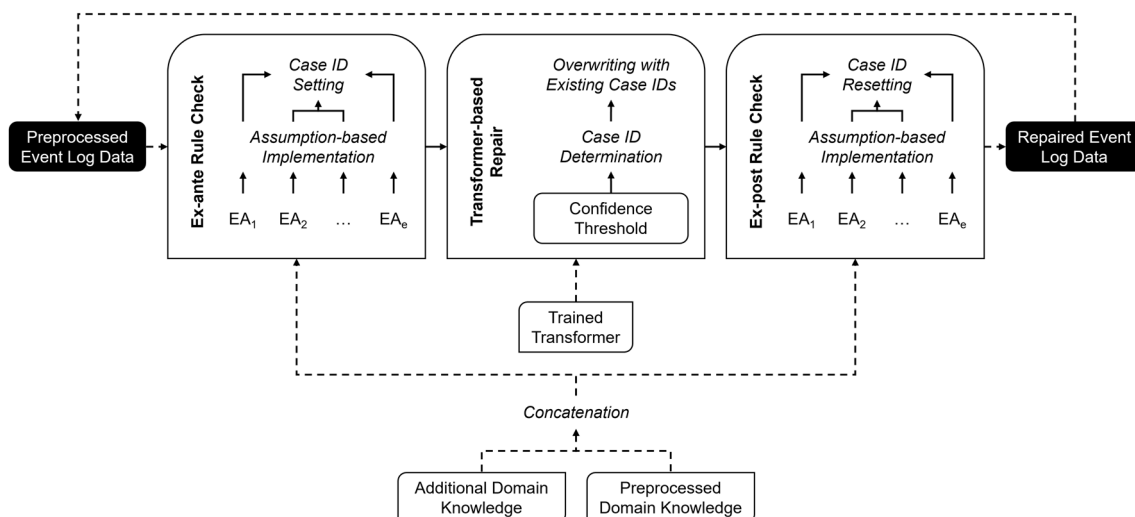 Preprocessed
Event Log Data
Ex-ante Rule Check
Case ID
Setting
Assumption-based
Implementation
EA₁ EA₂ … EAₑ
Transformer-based
Repair
Overwriting with
Existing Case IDs
Case ID
Determination
Confidence
Threshold
Ex-post Rule Check
Case ID
Resetting
Assumption-based
Implementation
EA₁ EA₂ … EAₑ
Repaired Event
Log Data
Trained
Transformer
Concatenation
Additional Domain
Knowledge
Preprocessed
Domain Knowledge